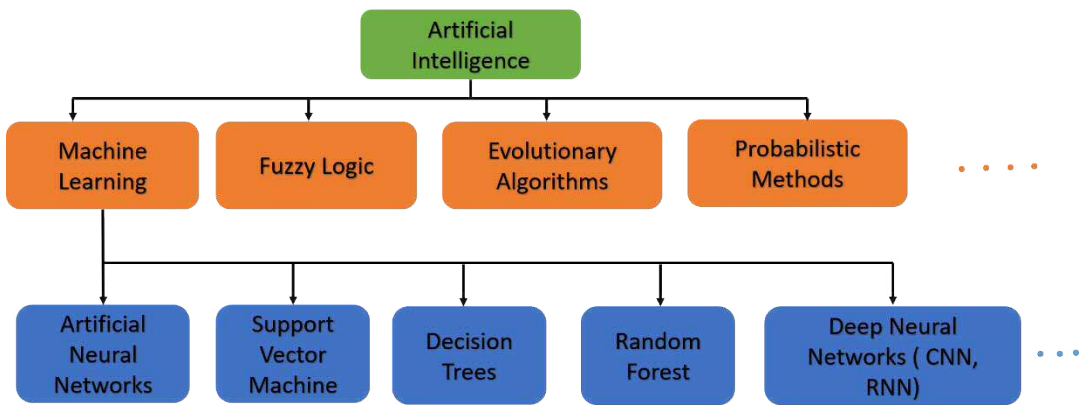 Artificial
Intelligence
Machine
Learning
Fuzzy Logic
Evolutionary
Algorithms
Probabilistic
Methods
Artificial
Neural
Networks
Support
Vector
Machine
Decision
Trees
Random
Forest
Deep Neural
Networks ( CNN,
RNN)